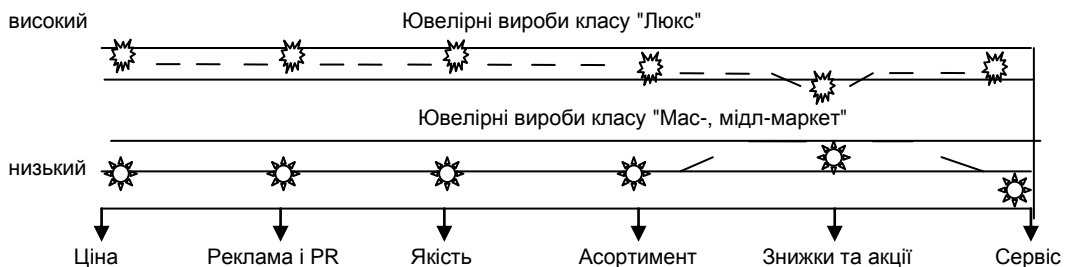 високий
Ювелірні вироби класу "Люкс"
Ювелірні вироби класу "Мас-, мідл-маркет"
низький
Ціна Реклама і PR Якість Асортимент Знижки та акції Сервіс